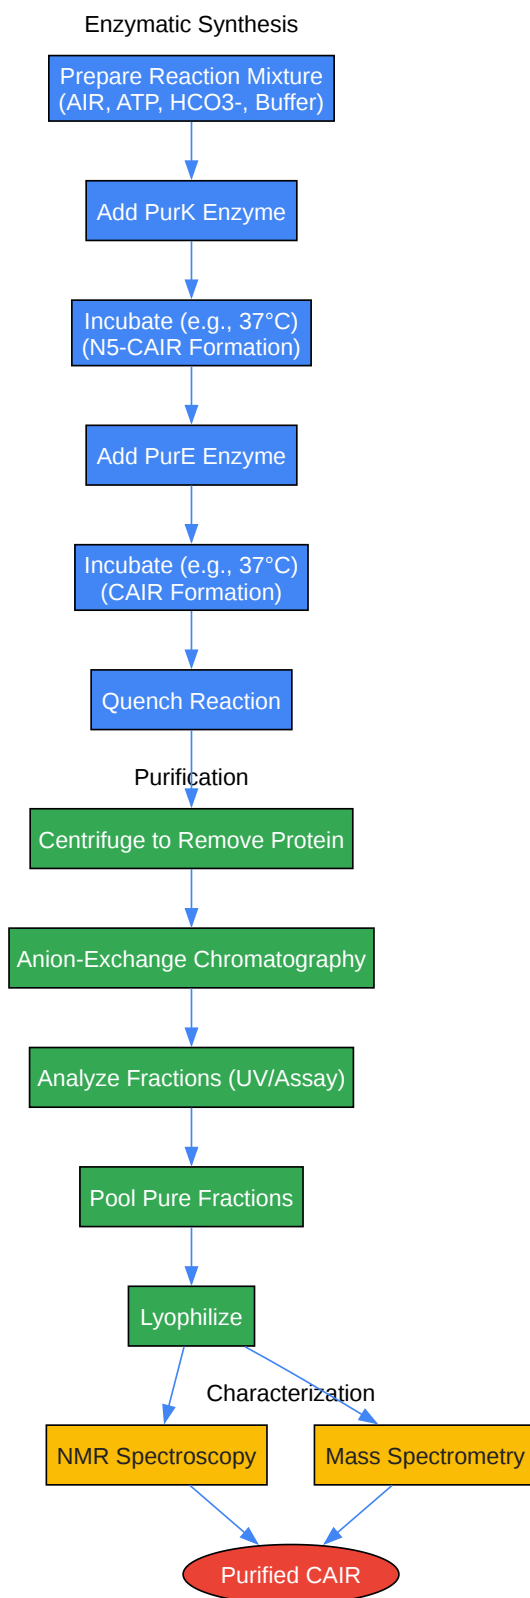 Enzymatic Synthesis
Prepare Reaction Mixture
(AIR, ATP, HCO3-, Buffer)
Add PurK Enzyme
Incubate (e.g., 37°C)
(N5-CAIR Formation)
Add PurE Enzyme
Incubate (e.g., 37°C)
(CAIR Formation)
Quench Reaction
Purification
Centrifuge to Remove Protein
Anion-Exchange Chromatography
Analyze Fractions (UV/Assay)
Pool Pure Fractions
Lyophilize
Characterization
NMR Spectroscopy
Mass Spectrometry
Purified CAIR